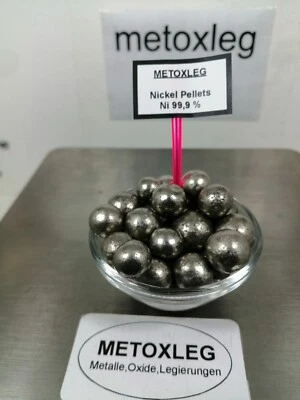 metoxleg
METOXLEG
Nickel Pellets
Ni 99,9 %
METOXLEG
Metalle,Oxide,Legierungen